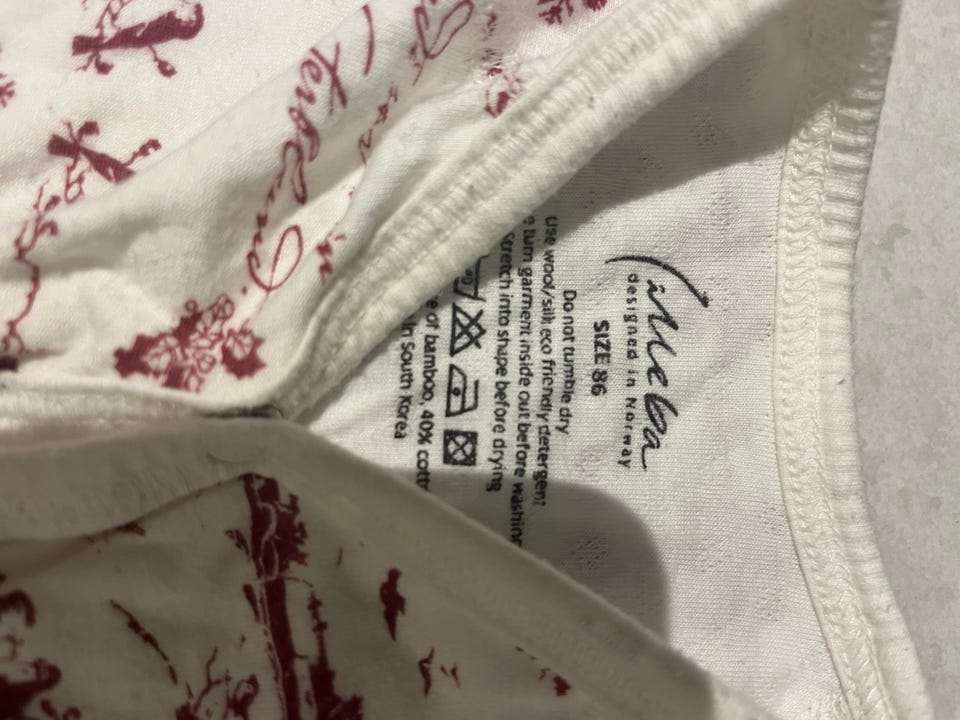 Lilleba
designed in Norway
SIZE 86
Do not tumble dry
Use wool/silk eco friendly detergent
turn garment inside out before washing
Stretch into shape before drying
of bamboo, 40% cott
in South Korea